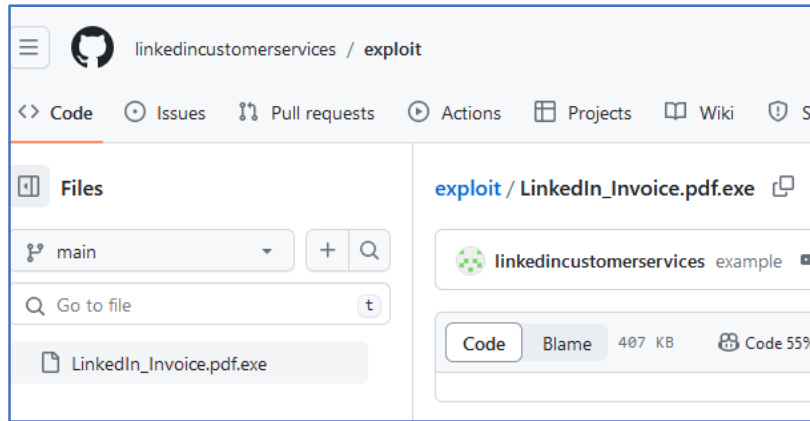 linkedincustomerservices / exploit
<> Code Issues Pull requests Actions Projects Wiki S
Files
main
Go to file t
LinkedIn_Invoice.pdf.exe
exploit / LinkedIn_Invoice.pdf.exe
linkedincustomerservices example
Code Blame 407 KB Code 55%